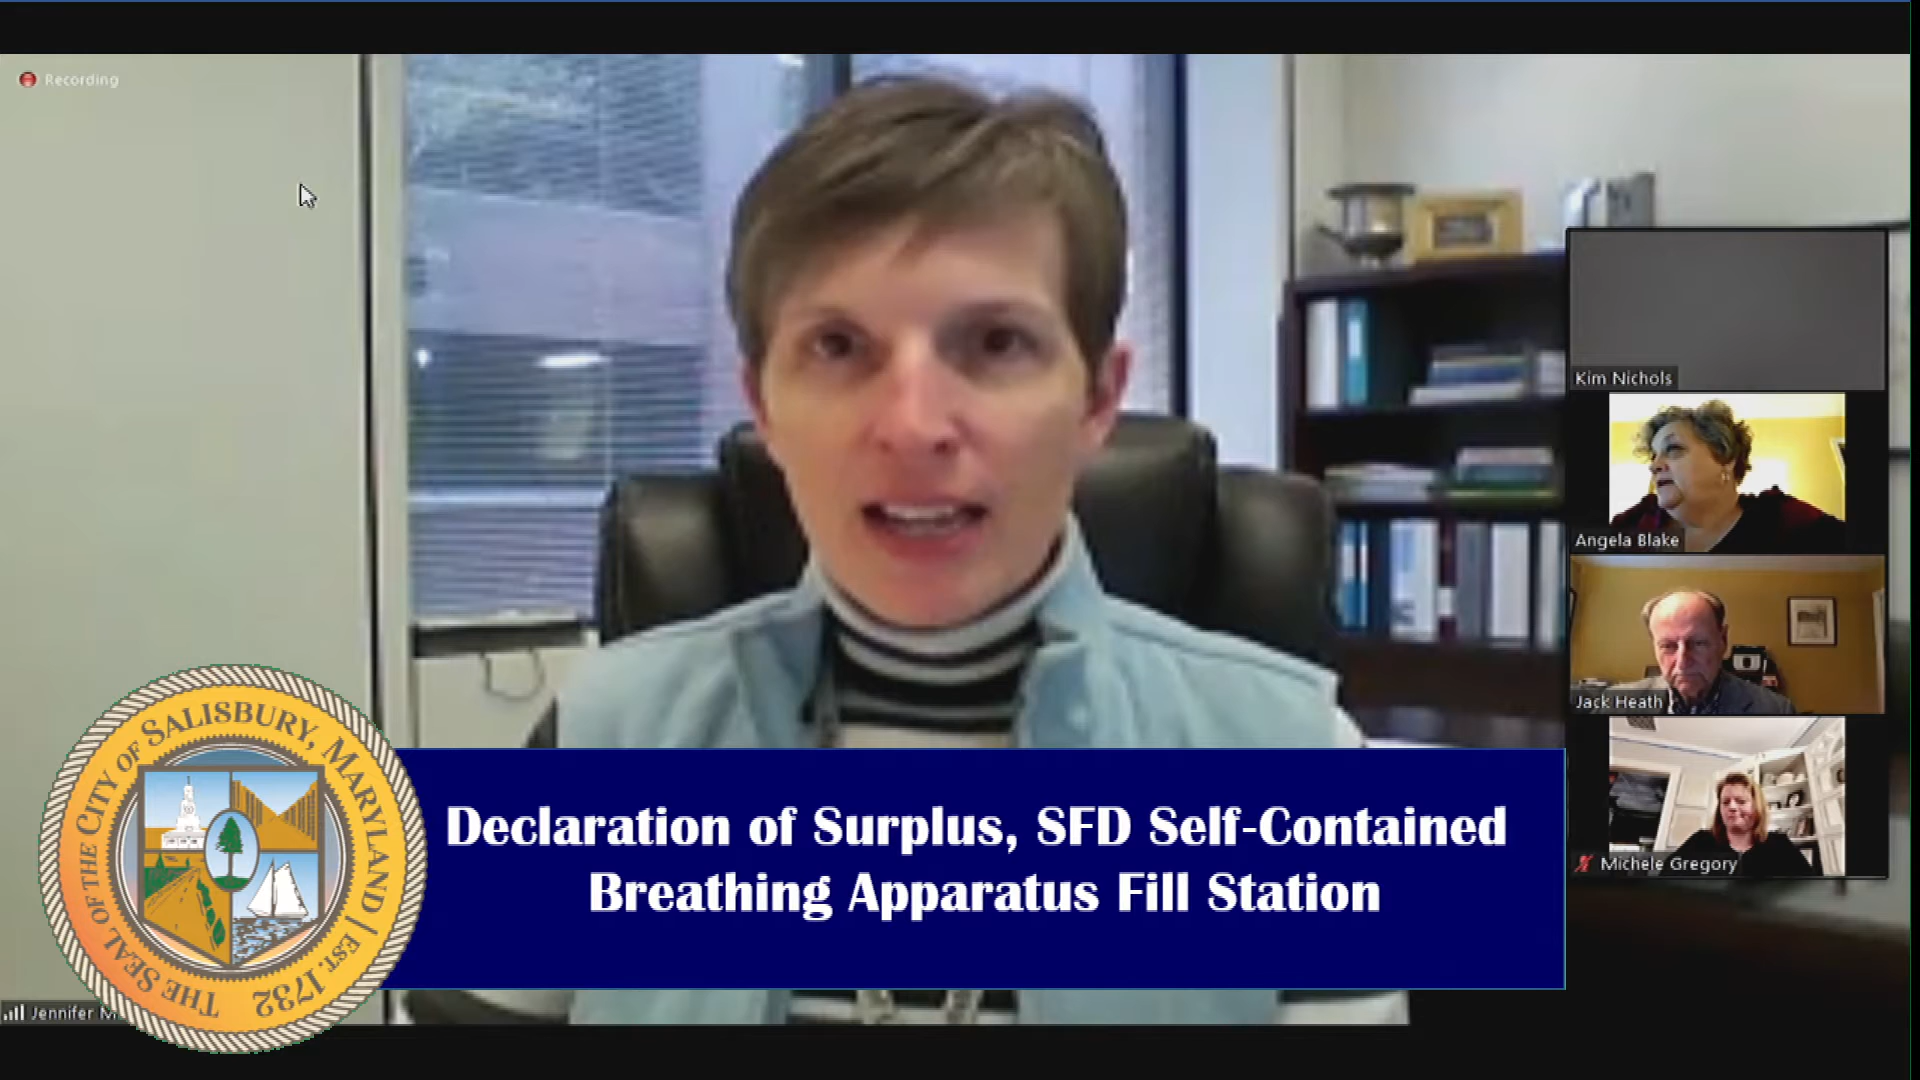 Recording
Kim Nichols
Angela Blake
Jack Heath
Michele Gregory
Declaration of Surplus, SFD Self-Contained
Breathing Apparatus Fill Station
THE SEAL OF THE CITY OF SALISBURY, MARYLAND | EST. 1732
Jennifer M